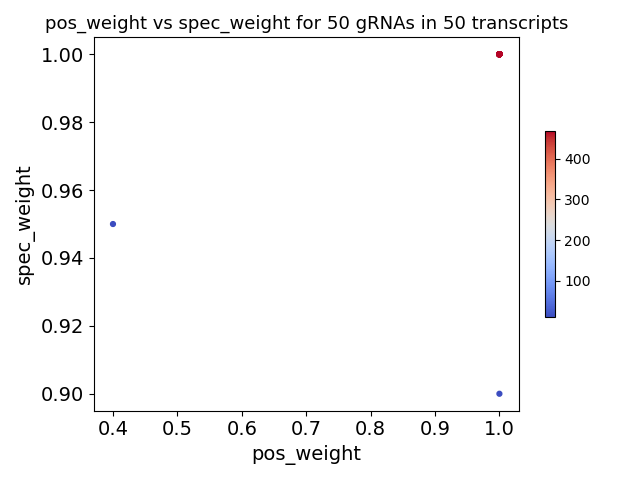 pos_weight vs spec_weight for 50 gRNAs in 50 transcripts
1.00
0.98
0.96
0.94
0.92
0.90
spec_weight
0.4 0.5 0.6 0.7 0.8 0.9 1.0
pos_weight
400
300
200
100